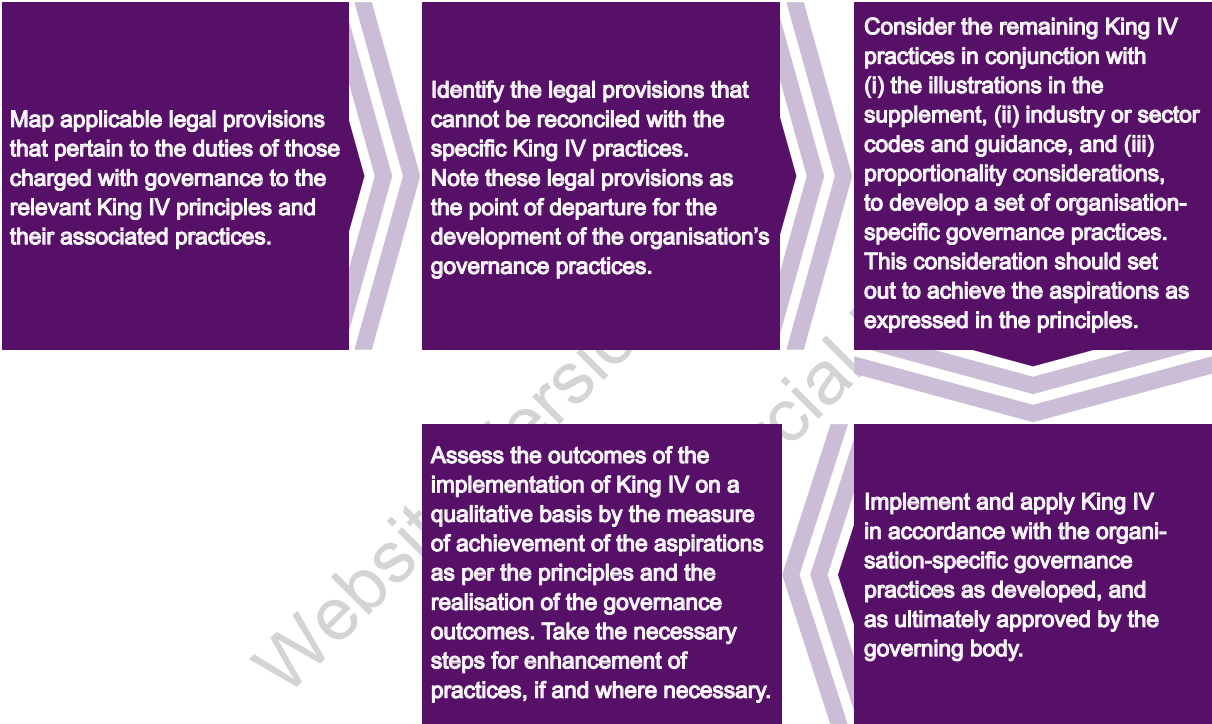 Map applicable legal provisions
that pertain to the duties of those
charged with governance to the
relevant King IV principles and
their associated practices.
Identify the legal provisions that
cannot be reconciled with the
specific King IV practices.
Note these legal provisions as
the point of departure for the
development of the organisation’s
governance practices.
Consider the remaining King IV
practices in conjunction with
(i) the illustrations in the
supplement, (ii) industry or sector
codes and guidance, and (iii)
proportionality considerations,
to develop a set of organisation-
specific governance practices.
This consideration should set
out to achieve the aspirations as
expressed in the principles.
Implement and apply King IV
in accordance with the organi-
sation-specific governance
practices as developed, and
as ultimately approved by the
governing body.
Assess the outcomes of the
implementation of King IV on a
qualitative basis by the measure
of achievement of the aspirations
as per the principles and the
realisation of the governance
outcomes. Take the necessary
steps for enhancement of
practices, if and where necessary.